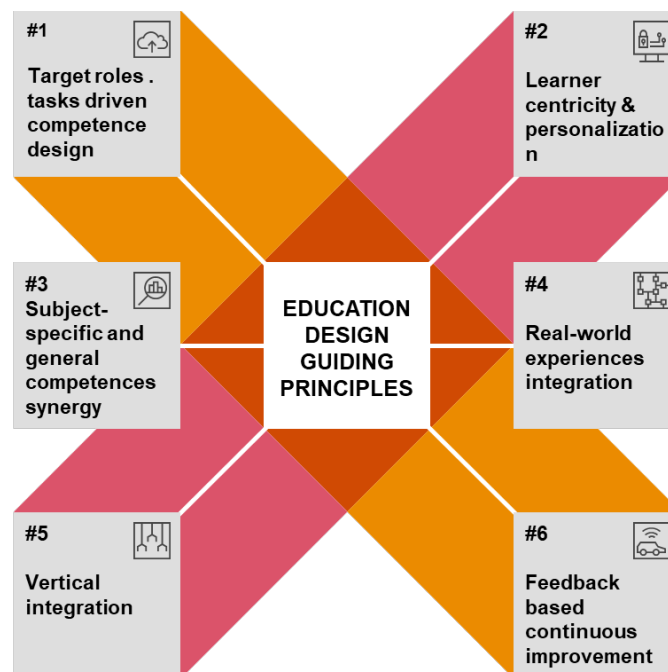 #1
Target roles .
tasks driven
competence
design
#2
Learner
centricity &
personalizatio
n
#3
Subject-
specific and
general
competences
synergy
EDUCATION
DESIGN
GUIDING
PRINCIPLES
#4
Real-world
experiences
integration
#5
Vertical
integration
#6
Feedback
based
continuous
improvement